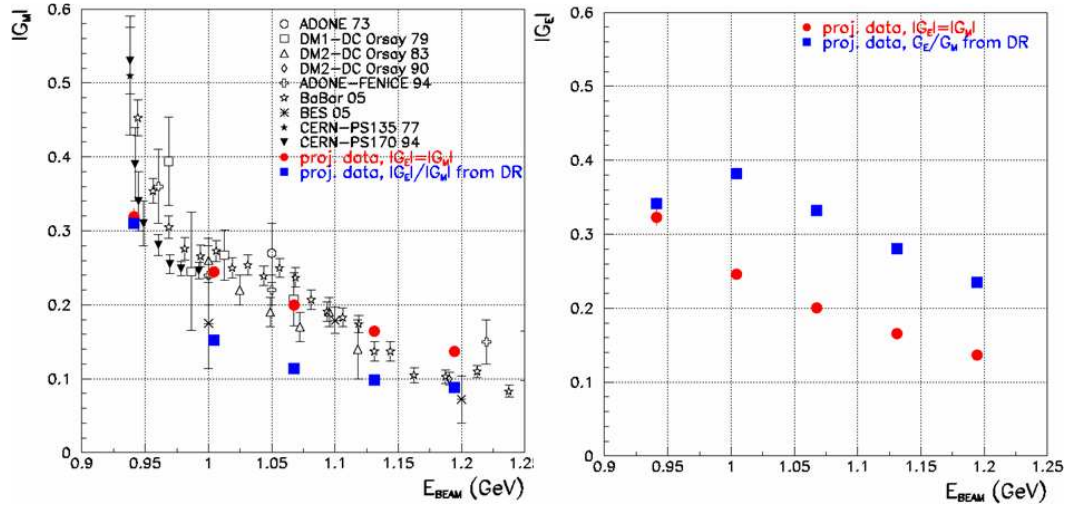 |G_M|
0.6
0.5
0.4
0.3
0.2
0.1
0
0.9
0.95
1
1.05
1.1
1.15
1.2
1.25
E_BEAM (GeV)
ADONE 73
DM1-DC Orsay 79
DM2-DC Orsay 83
DM2-DC Orsay 90
ADONE-FENICE 94
BaBar 05
BES 05
CERN-PS135 77
CERN-PS170 94
proj. data, |G_E|=|G_M|
proj. data, |G_E|/|G_M| from DR
|G_E|
0.6
0.5
0.4
0.3
0.2
0.1
0
0.9
0.95
1
1.05
1.1
1.15
1.2
1.25
E_BEAM (GeV)
proj. data, |G_E|=|G_M|
proj. data, G_E/G_M from DR